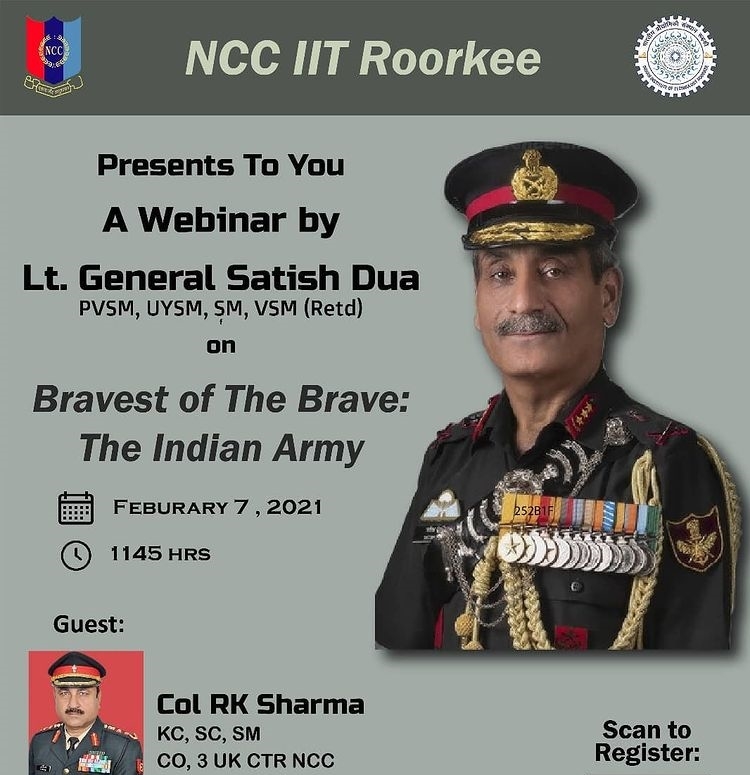 NCC
NCC IIT Roorkee
Presents To You
A Webinar by
Lt. General Satish Dua
PVSM, UYSM, SM, VSM (Retd)
on
Bravest of The Brave:
The Indian Army
FEBURARY 7 , 2021
1145 HRS
252B1F
Guest:
Col RK Sharma
KC, SC, SM
CO, 3 UK CTR NCC
Scan to
Register: